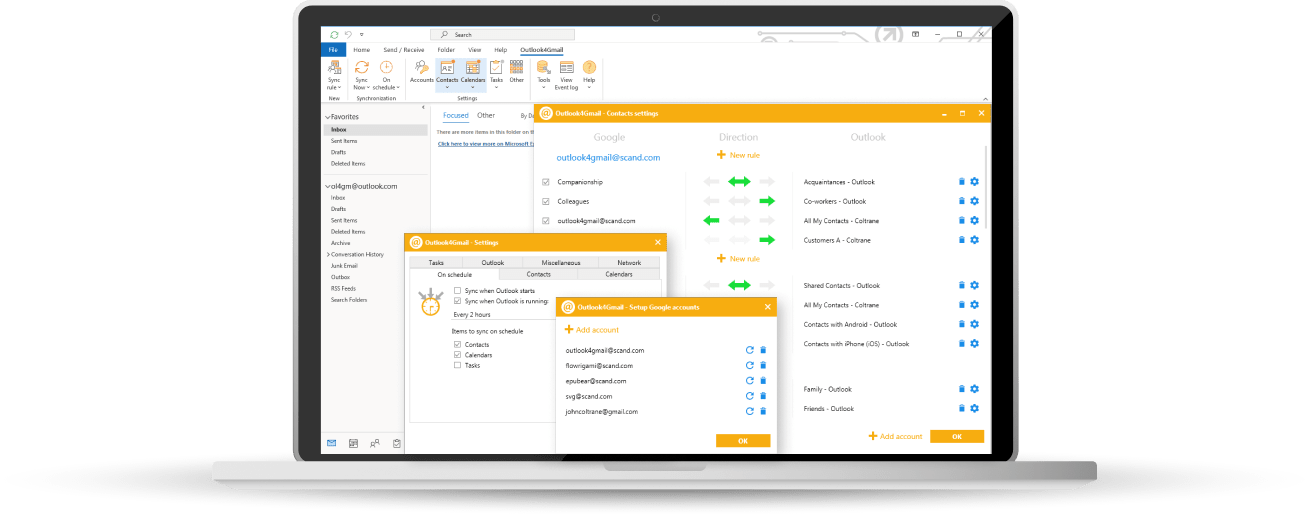 Search
File Home Send / Receive Folder View Help Outlook4Gmail
Sync rule
Sync Now
On schedule
Accounts
Contacts
Calendars
Tasks
Other
Tools
View Event log
Help
New Synchronization Settings
Favorites
Inbox
Sent Items
Drafts
Deleted Items
ol4gm@outlook.com
Inbox
Drafts
Sent Items
Deleted Items
Archive
Conversation History
Junk Email
Outbox
RSS Feeds
Search Folders
Focused Other By Da
There are more items in this folder on th
Click here to view more on Microsoft Ex
Outlook4Gmail - Contacts settings
Google Direction Outlook
outlook4gmail@scand.com
New rule
Companionship Acquaintances - Outlook
Colleagues Co-workers - Outlook
outlook4gmail@scand.com All My Contacts - Coltrane
Customers A - Coltrane
New rule
Shared Contacts - Outlook
All My Contacts - Coltrane
Contacts with Android - Outlook
Contacts with iPhone (iOS) - Outlook
Family - Outlook
Friends - Outlook
Add account OK
Outlook4Gmail - Settings
Tasks Outlook Miscellaneous Network
On schedule Contacts Calendars
Sync when Outlook starts
Sync when Outlook is running:
Every 2 hours
Items to sync on schedule
Contacts
Calendars
Tasks
Outlook4Gmail - Setup Google accounts
Add account
outlook4gmail@scand.com
flowrigami@scand.com
epubear@scand.com
svg@scand.com
johncoltrane@gmail.com
OK